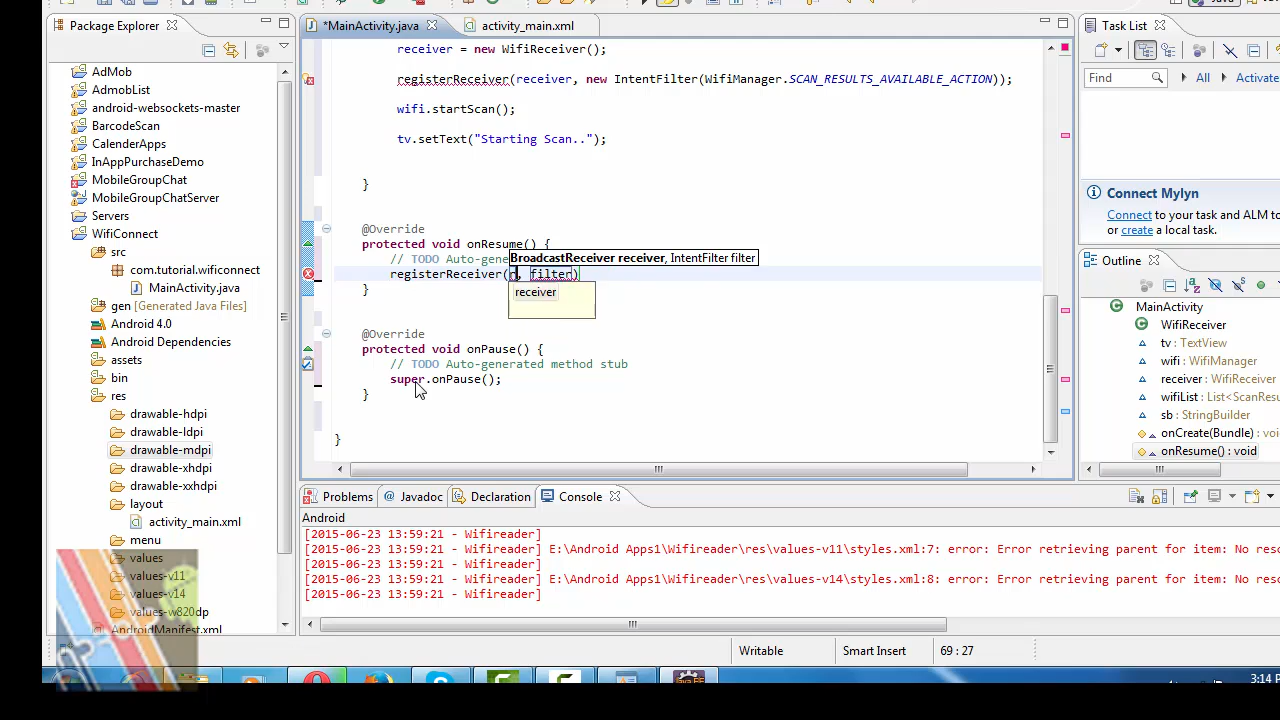 Package Explorer
AdMob
AdmobList
android-websockets-master
BarcodeScan
CalenderApps
InAppPurchaseDemo
MobileGroupChat
MobileGroupChatServer
Servers
WifiConnect
src
com.tutorial.wificonnect
MainActivity.java
gen [Generated Java Files]
Android 4.0
Android Dependencies
assets
bin
res
drawable-hdpi
drawable-ldpi
drawable-mdpi
drawable-xhdpi
drawable-xxhdpi
layout
activity_main.xml
menu
values
values-v11
values-v14
values-w820dp
AndroidManifest.xml
*MainActivity.java
activity_main.xml
receiver = new WifiReceiver();
registerReceiver(receiver, new IntentFilter(WifiManager.SCAN_RESULTS_AVAILABLE_ACTION));
wifi.startScan();
tv.setText("Starting Scan..");
}
@Override
protected void onResume() {
// TODO Auto-gene
BroadcastReceiver receiver, IntentFilter filter
registerReceiver(r, filter)
receiver
}
@Override
protected void onPause() {
// TODO Auto-generated method stub
super.onPause();
}
}
Problems
@ Javadoc
Declaration
Console
Android
[2015-06-23 13:59:21 - Wifireader]
[2015-06-23 13:59:21 - Wifireader] E:\Android Apps1\Wifireader\res\values-v11\styles.xml:7: error: Error retrieving parent for item: No reso
[2015-06-23 13:59:21 - Wifireader]
[2015-06-23 13:59:21 - Wifireader] E:\Android Apps1\Wifireader\res\values-v14\styles.xml:8: error: Error retrieving parent for item: No reso
[2015-06-23 13:59:21 - Wifireader]
Task List
Find
All
Activate
Connect Mylyn
Connect to your task and ALM to
or create a local task.
Outline
MainActivity
WifiReceiver
tv : TextView
wifi : WifiManager
receiver : WifiReceiver
wifiList : List<ScanResu
sb : StringBuilder
onCreate(Bundle) : void
onResume() : void
Writable
Smart Insert
69 : 27
3:14 P